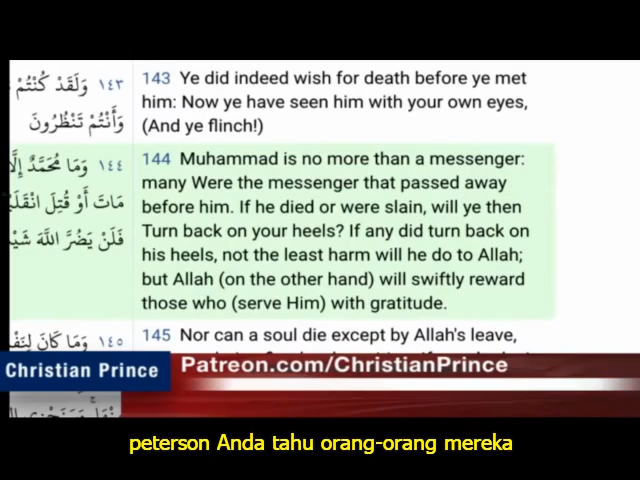 ١٤٣ وَلَقَدْ كُنْتُمْ
وَأَنْتُمْ تَنْظُرُونَ
143 Ye did indeed wish for death before ye met
him: Now ye have seen him with your own eyes,
(And ye flinch!)
١٤٤ وَمَا مُحَمَّدٌ إِلَّا
مَاتَ أَوْ قُتِلَ انْقَلَبْ
فَلَنْ يَضُرَّ اللَّهَ شَيْ
144 Muhammad is no more than a messenger:
many Were the messenger that passed away
before him. If he died or were slain, will ye then
Turn back on your heels? If any did turn back on
his heels, not the least harm will he do to Allah;
but Allah (on the other hand) will swiftly reward
those who (serve Him) with gratitude.
١٤٥ وَمَا كَانَ لِنَفْ
145 Nor can a soul die except by Allah's leave,
Christian Prince
Patreon.com/ChristianPrince
peterson Anda tahu orang-orang mereka